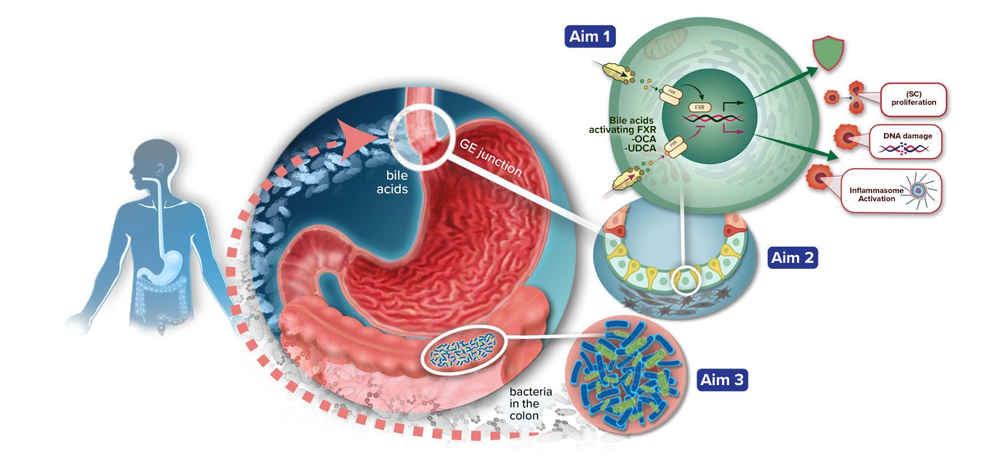 Aim 1
FXR
FXR
Bile acids
activating FXR
-OCA
-UDCA
FXR
(SC)
proliferation
DNA damage
Inflammasome
Activation
GE junction
bile
acids
Aim 2
Aim 3
bacteria
in the
colon